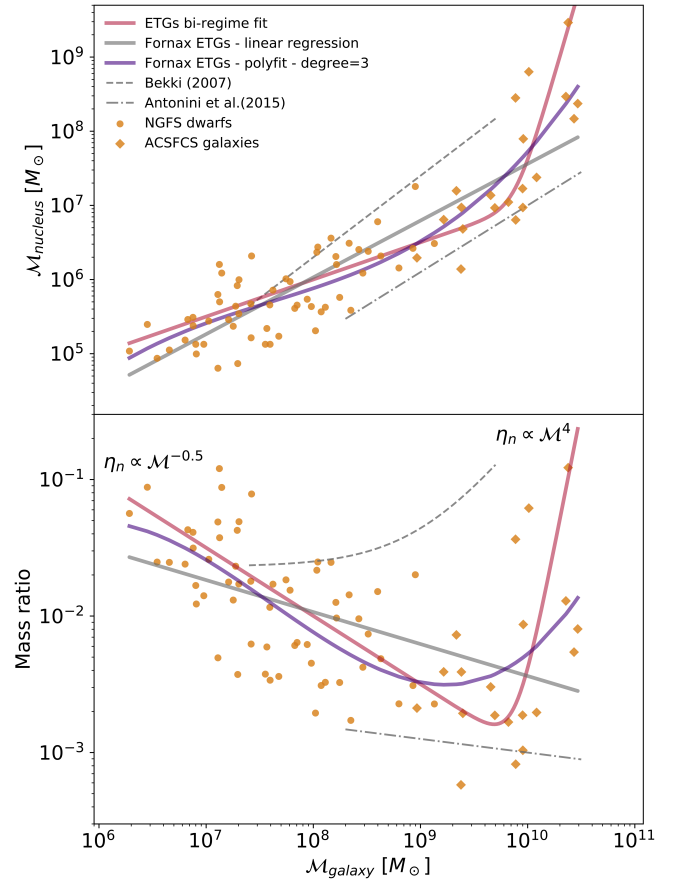 ETGs bi-regime fit
Fornax ETGs - linear regression
Fornax ETGs - polyfit - degree=3
Bekki (2007)
Antonini et al.(2015)
NGFS dwarfs
ACSFCS galaxies
10⁹
10⁸
10⁷
10⁶
10⁵
ℳnucleus [M⊙]
ηₙ ∝ ℳ⁻⁰·⁵
ηₙ ∝ ℳ⁴
10⁻¹
10⁻²
10⁻³
Mass ratio
10⁶ 10⁷ 10⁸ 10⁹ 10¹⁰ 10¹¹
ℳgalaxy [M⊙]